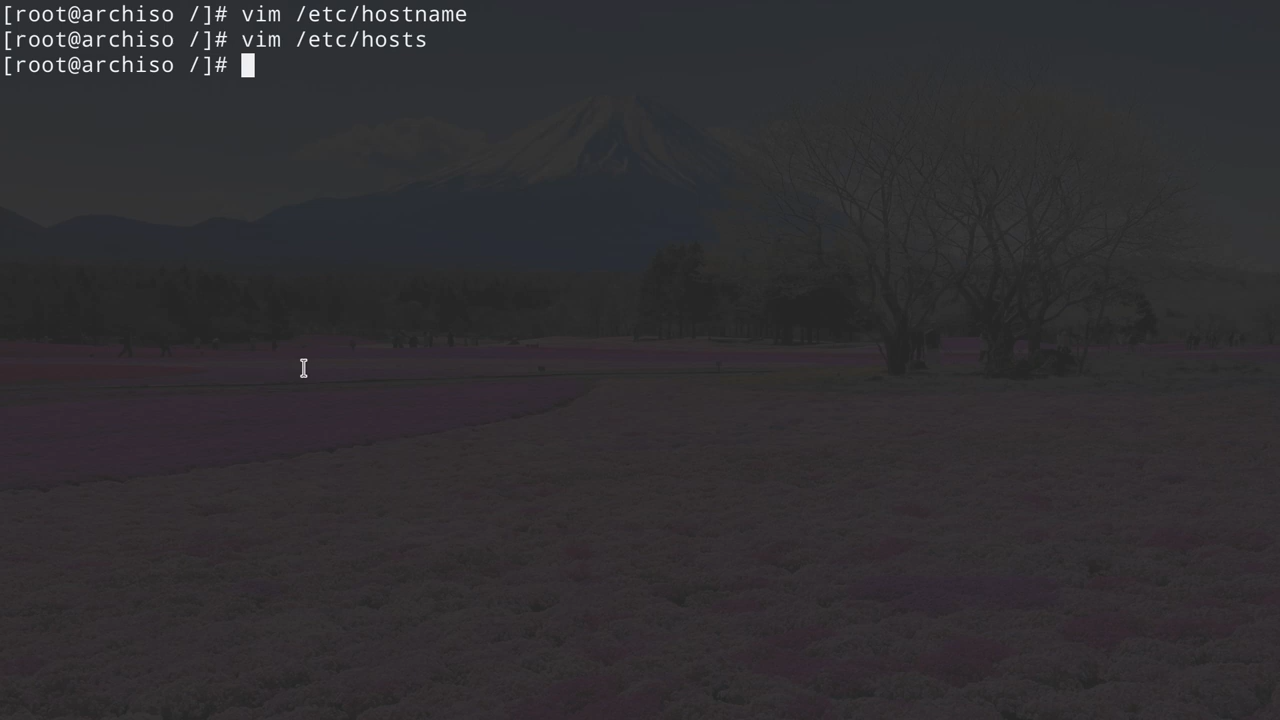 [root@archiso /]# vim /etc/hostname
[root@archiso /]# vim /etc/hosts
[root@archiso /]#